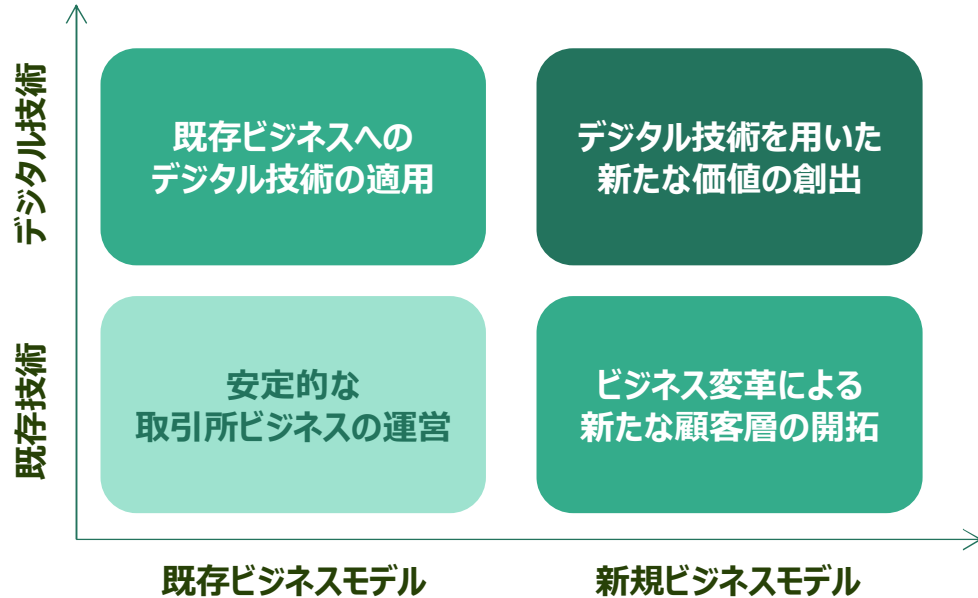 デジタル技術
既存ビジネスへの
デジタル技術の適用
デジタル技術を用いた
新たな価値の創出
既存技術
安定的な
取引所ビジネスの運営
ビジネス変革による
新たな顧客層の開拓
既存ビジネスモデル
新規ビジネスモデル